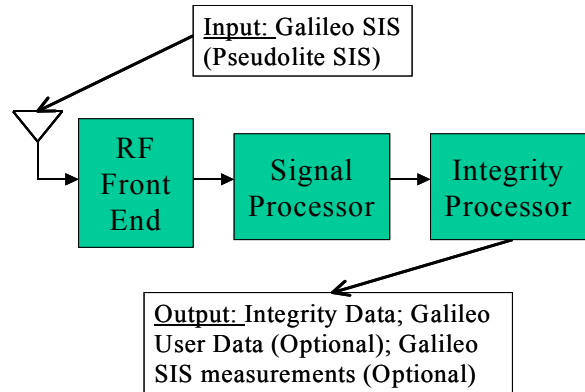 Input: Galileo SIS
(Pseudolite SIS)
RF
Front
End
Signal
Processor
Integrity
Processor
Output: Integrity Data; Galileo
User Data (Optional); Galileo
SIS measurements (Optional)